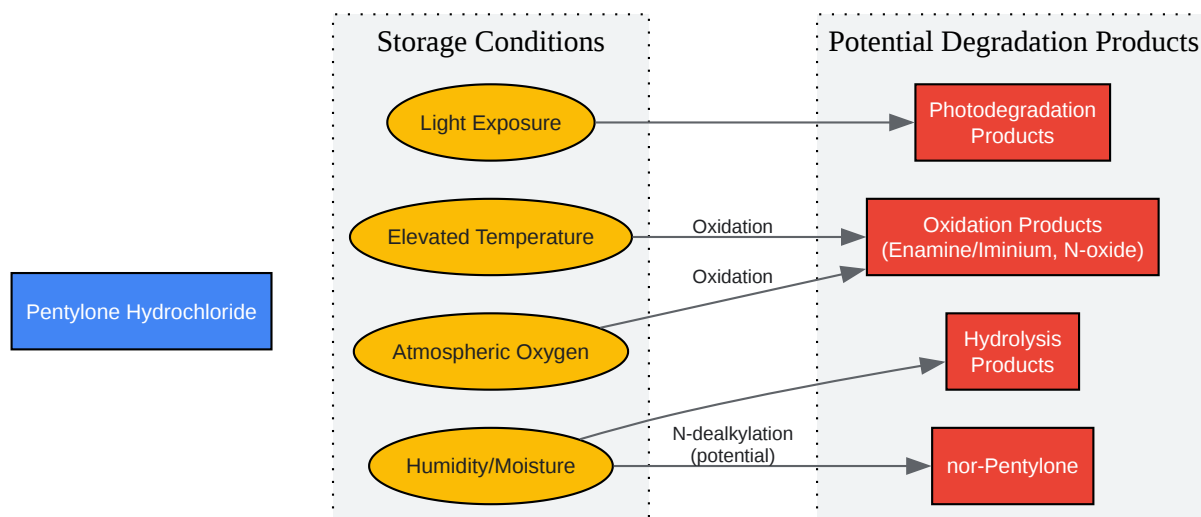 Storage Conditions
Potential Degradation Products
Light Exposure
Photodegradation
Products
Elevated Temperature
Oxidation
Oxidation Products
(Enamine/Iminium, N-oxide)
Oxidation
Pentylone Hydrochloride
Atmospheric Oxygen
Hydrolysis
Products
Humidity/Moisture
N-dealkylation
(potential)
nor-Pentylone